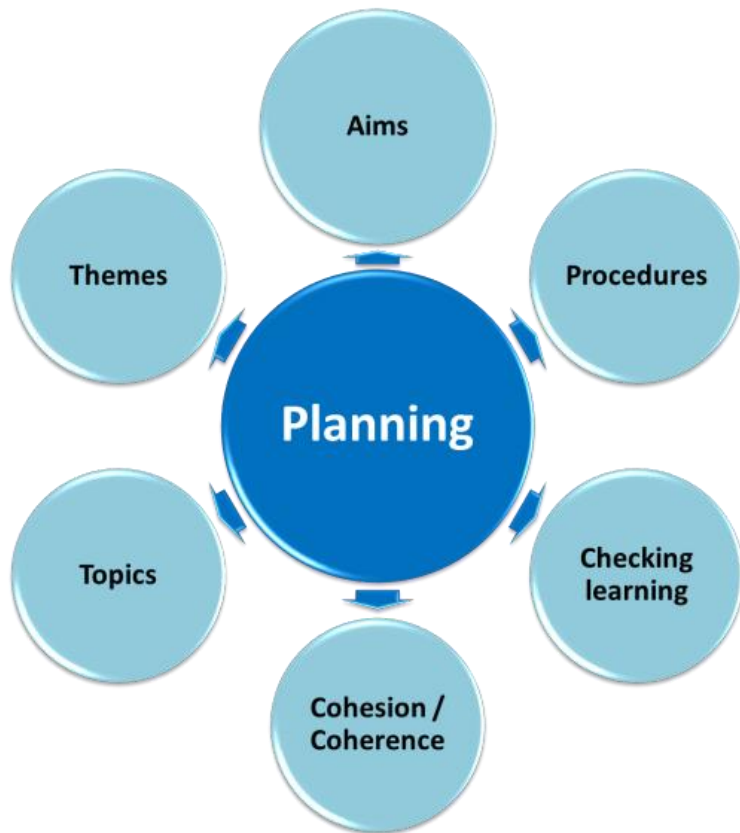 Aims
Themes
Procedures
Planning
Topics
Checking
learning
Cohesion /
Coherence